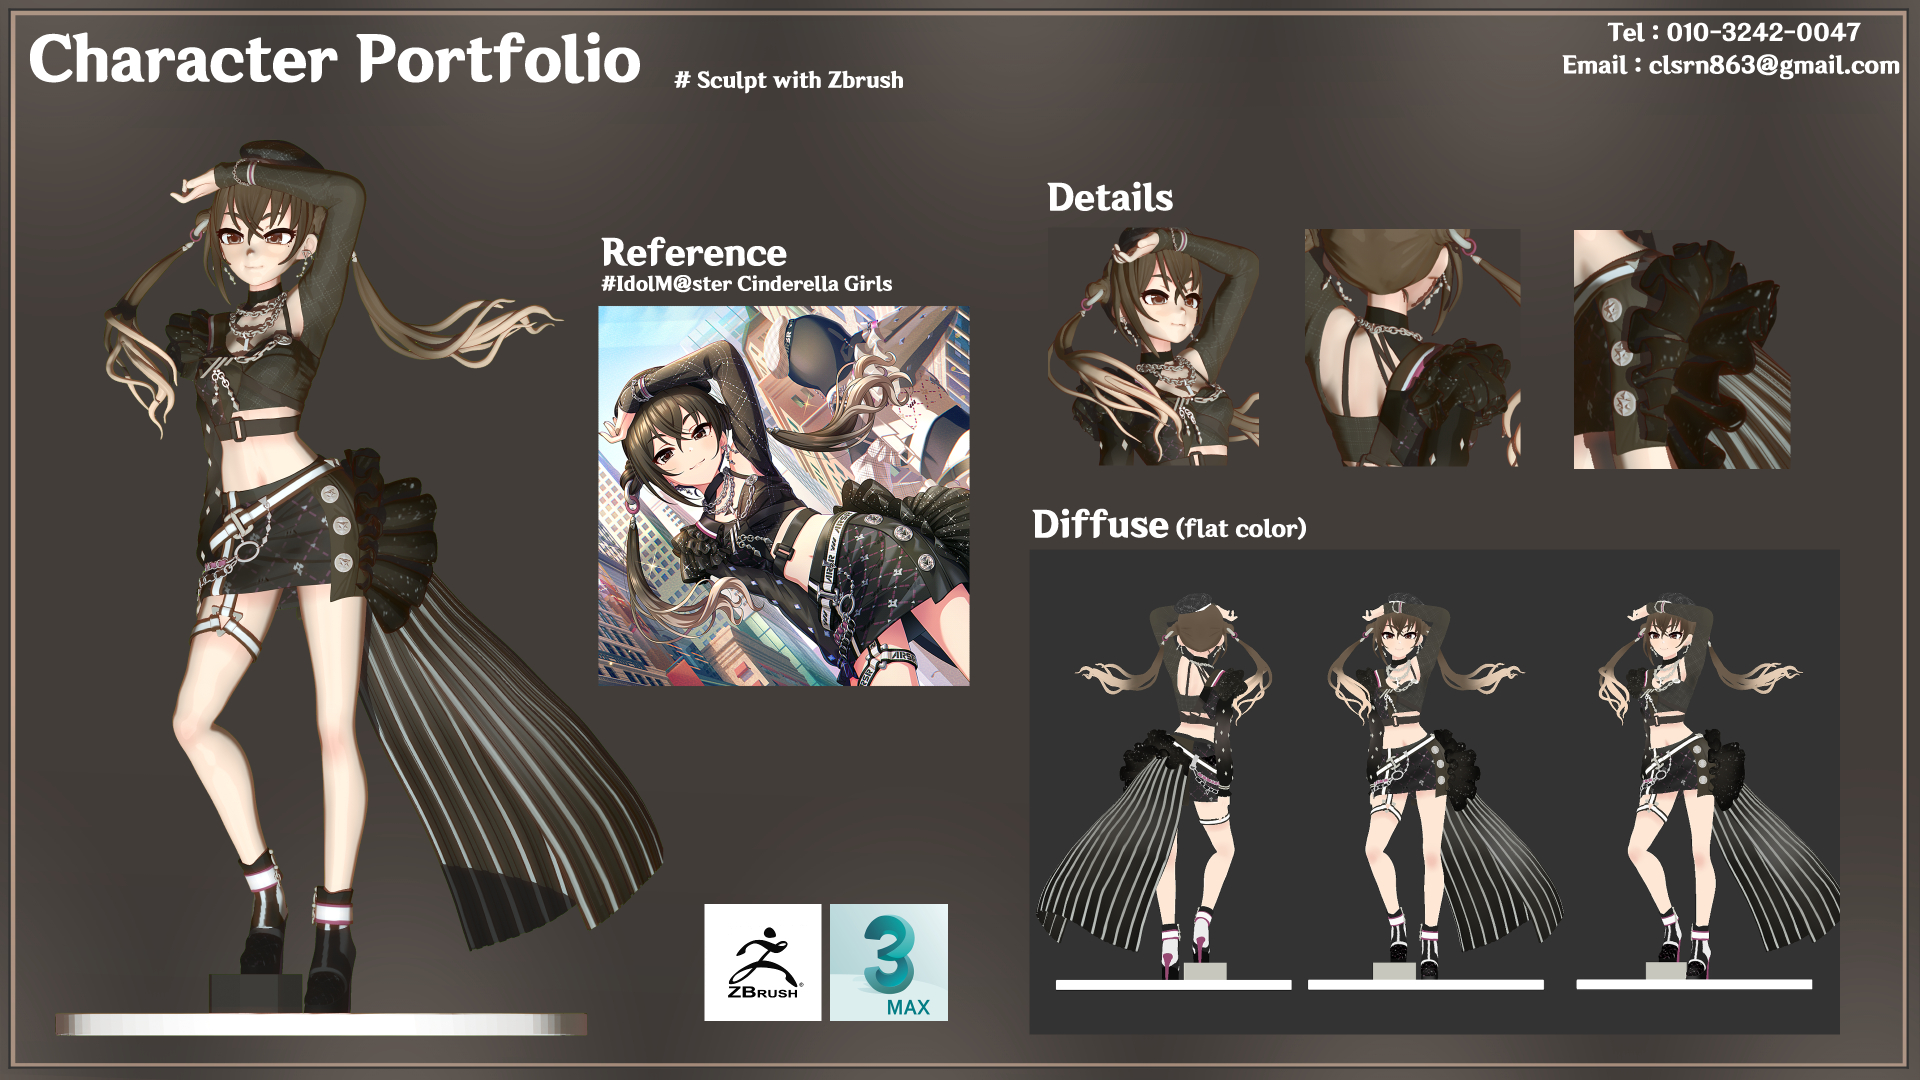 Character Portfolio
# Sculpt with Zbrush
Tel : 010-3242-0047
Email : clsrn863@gmail.com
Reference
#IdolM@ster Cinderella Girls
Details
Diffuse (flat color)
ZBRUSH®
3
MAX